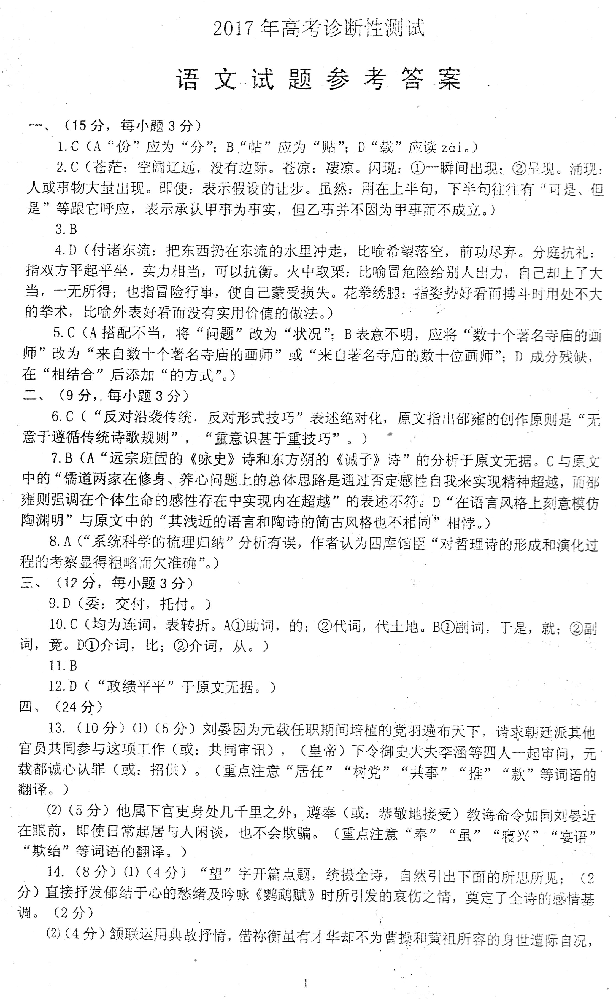 2017年高考诊断性测试
语文试题参考答案
一、（15分，每小题3分）
1.C（A“份”应为“分”；B“帖”应为“贴”；D“载”应读zài。）
2.C（苍茫：空阔辽远，没有边际。苍凉：凄凉。闪现：①一瞬间出现；②呈现。涌现：
人或事物大量出现。即使：表示假设的让步。虽然：用在上半句，下半句往往有“可是、但
是”等跟它呼应，表示承认甲事为事实，但乙事并不因为甲事而不成立。）
3.B
4.D（付诸东流：把东西扔在东流的水里冲走，比喻希望落空，前功尽弃。分庭抗礼：
指双方平起平坐，实力相当，可以抗衡。火中取栗：比喻冒危险给别人出力，自己却上了大
当，一无所得；也指冒险行事，使自己蒙受损失。花拳绣腿：指姿势好看而搏斗时用处不大
的拳术，比喻外表好看而没有实用价值的做法。）
5.C（A搭配不当，将“问题”改为“状况”；B表意不明，应将“数十个著名寺庙的画
师”改为“来自数十个著名寺庙的画师”或“来自著名寺庙的数十位画师”；D 成分残缺，
在“相结合”后添加“的方式”。）
二、（9分，每小题3分）
6.C（“反对沿袭传统，反对形式技巧”表述绝对化，原文指出邵雍的创作原则是“无
意于遵循传统诗歌规则”，“重意识甚于重技巧”。）
7.B（A“远宗班固的《咏史》诗和东方朔的《诫子》诗”的分析于原文无据。C与原文
中的“儒道两家在修身、养心问题上的总体思路是通过否定感性自我来实现精神超越，而邵
雍则强调在个体生命的感性存在中实现内在超越”的表述不符。D“在语言风格上刻意模仿
陶渊明”与原文中的“其浅近的语言和陶诗的简古风格也不相同”相悖。）
8.A（“系统科学的梳理归纳”分析有误，作者认为四库馆臣“对哲理诗的形成和演化过
程的考察显得粗略而欠准确”。）
三、（12分，每小题3分）
9.D（委：交付，托付。）
10.C（均为连词，表转折。A①助词，的；②代词，代土地。B①副词，于是，就；②副
词，竟。D①介词，比；②介词，从。）
11.B
12.D（“政绩平平”于原文无据。）
四、（24分）
13.（10分）(1)（5分）刘晏因为元载任职期间培植的党羽遍布天下，请求朝廷派其他
官员共同参与这项工作（或：共同审讯），（皇帝）下令御史大夫李涵等四人一起审问，元
载都诚心认罪（或：招供）。（重点注意“居任”“树党”“共事”“推”“款”等词语的
翻译。）
(2)（5分）他属下官吏身处几千里之外，遵奉（或：恭敬地接受）教诲命令如同刘晏近
在眼前，即使日常起居与人闲谈，也不会欺骗。（重点注意“奉”“虽”“寝兴”“宴语”
“欺绐”等词语的翻译。）
14.（8分）(1)（4分）“望”字开篇点题，统摄全诗，自然引出下面的所思所见；（2
分）直接抒发郁结于心的愁绪及吟咏《鹦鹉赋》时所引发的哀伤之情，奠定了全诗的感情基
调。（2分）
(2)（4分）颔联运用典故抒情，借祢衡虽有才华却不为曹操和黄祖所容的身世遭际自况，
1